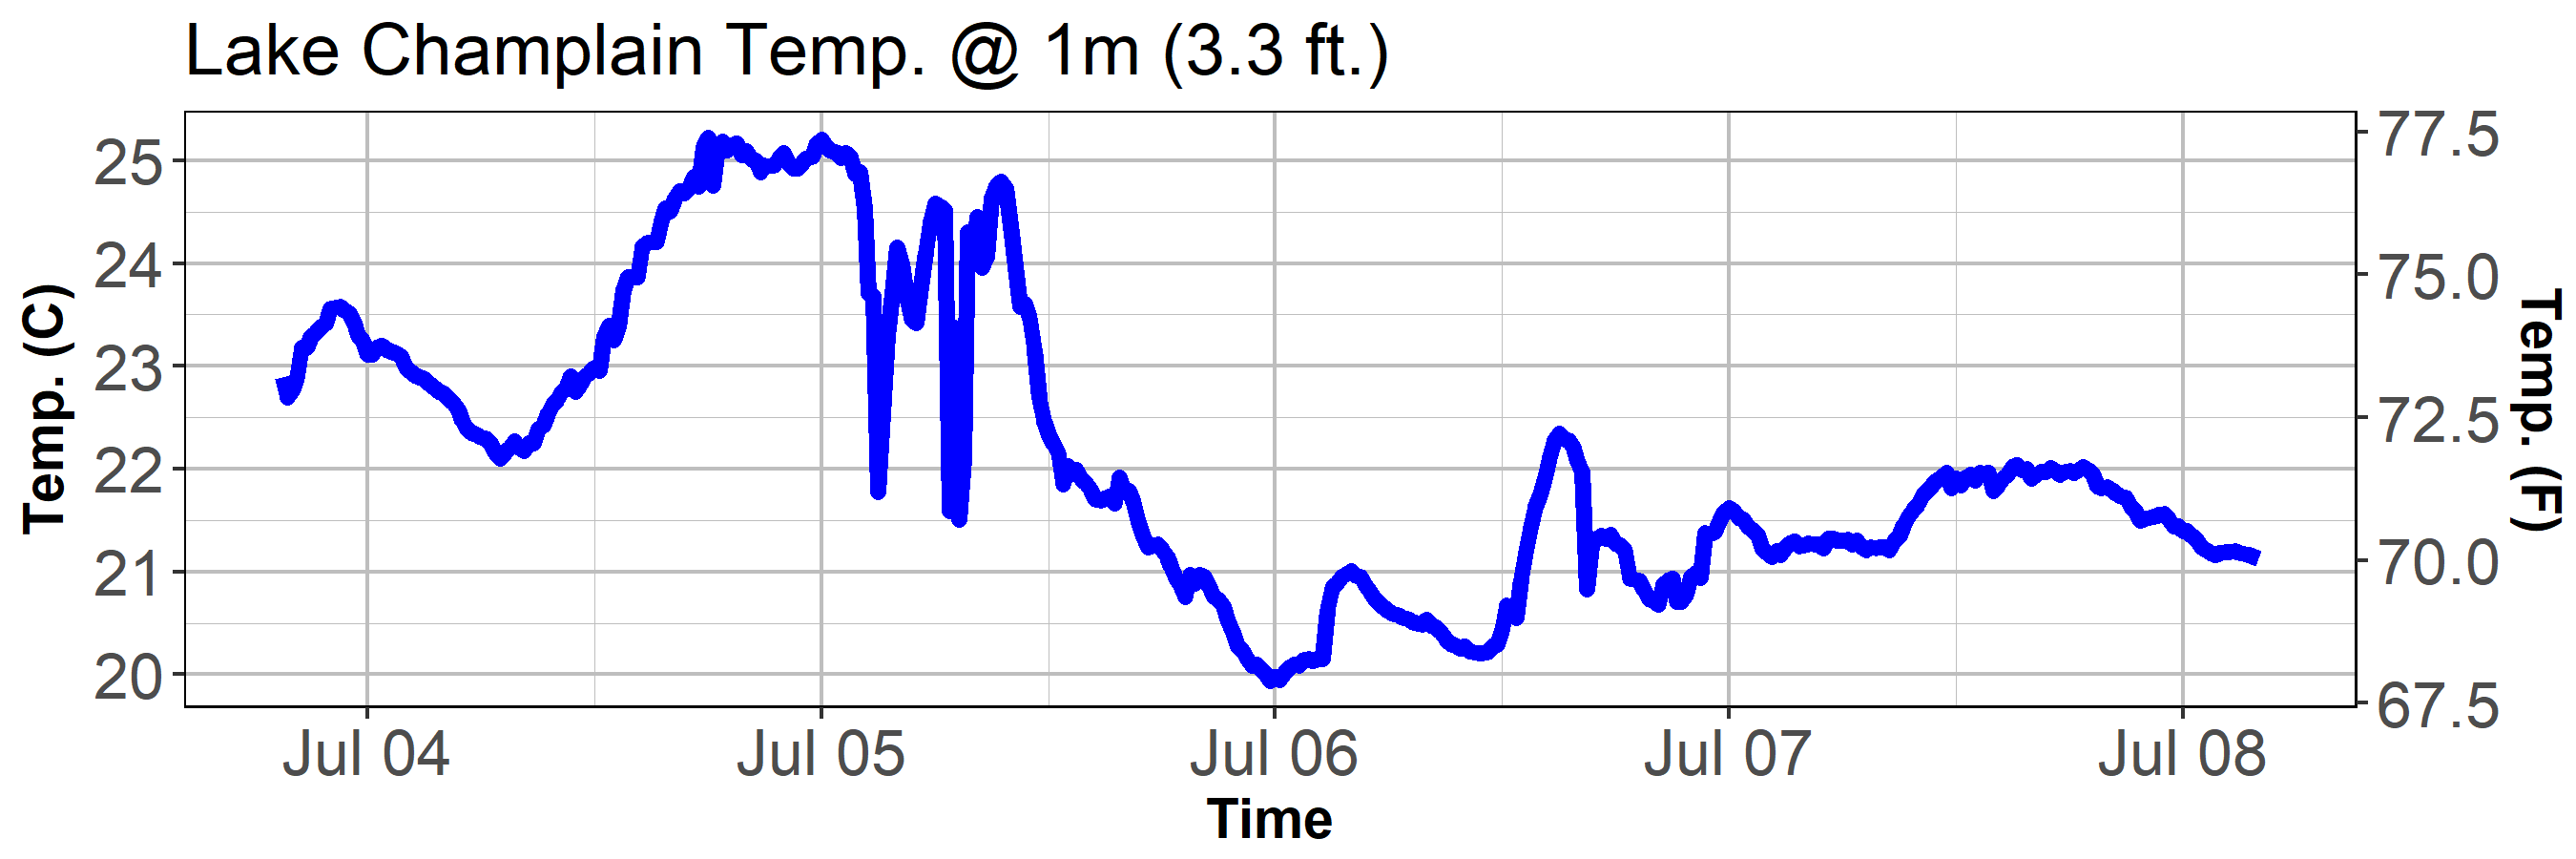 Lake Champlain Temp. @ 1m (3.3 ft.)
Temp. (C)
25
24
23
22
21
20
77.5
75.0
72.5
70.0
67.5
Temp. (F)
Jul 04 Jul 05 Jul 06 Jul 07 Jul 08
Time